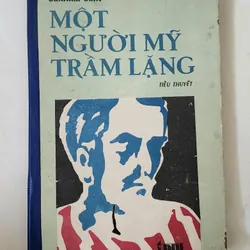 MỘT
NGƯỜI MỸ
TRẦM LẶNG
TIỂU THUYẾT